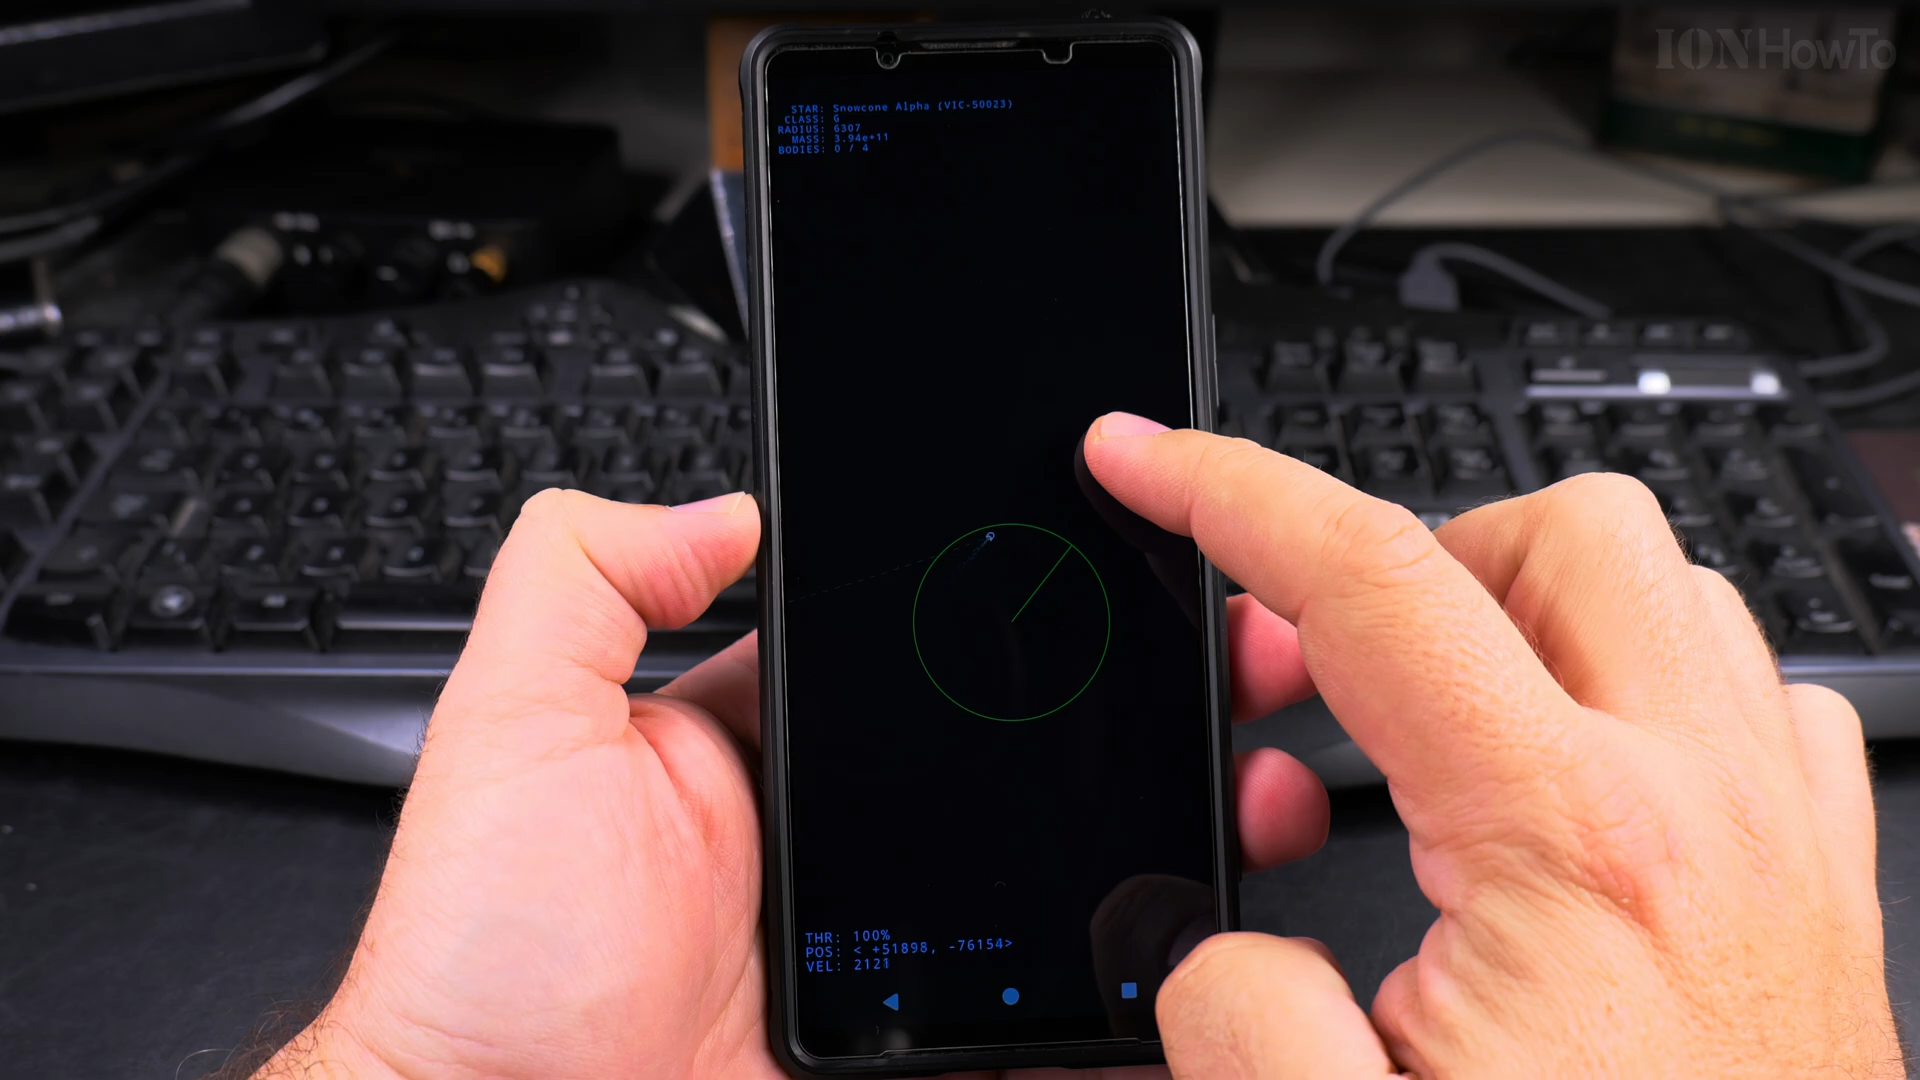 IONHowTo
STAR: Snowcone Alpha (VIC-50023)
CLASS: G
RADIUS: 6307
MASS: 3.94e+11
BODIES: 0 / 4
THR: 100%
POS: < +51898, -76154>
VEL: 2121